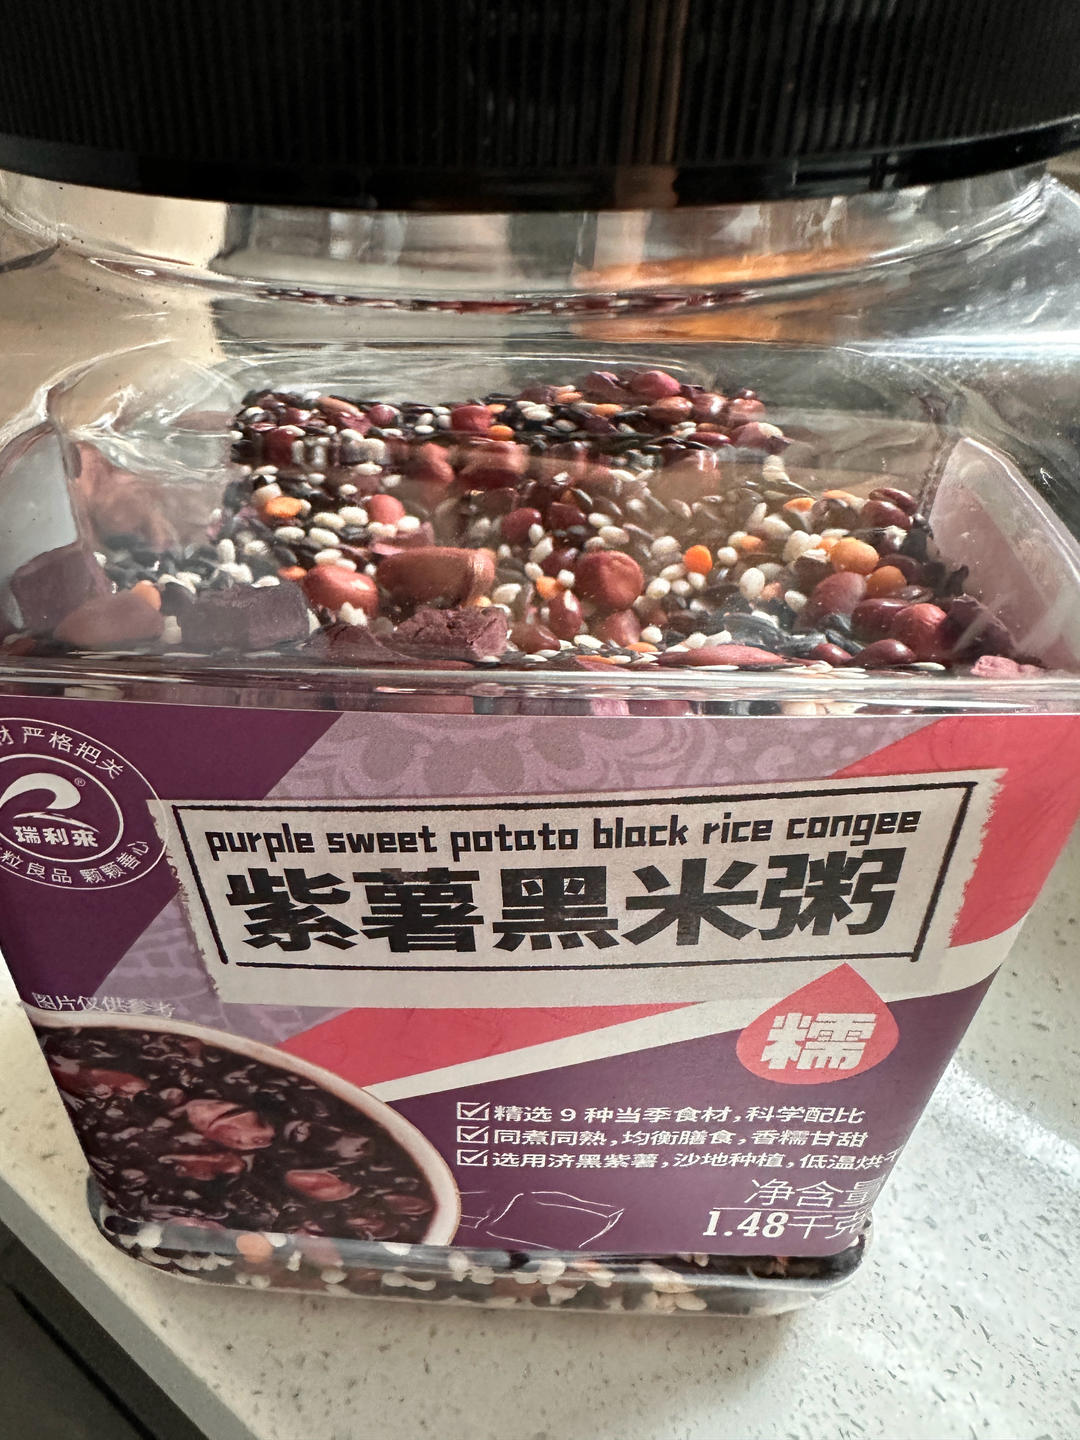 材严格把关
®
瑞利来
粒良品 颗颗善心
purple sweet potato black rice congee
紫薯黑米粥
图片仅供参考
糯
精选9种当季食材,科学配比
同煮同熟,均衡膳食,香糯甘甜
选用济黑紫薯,沙地种植,低温烘
净含量
1.48千克